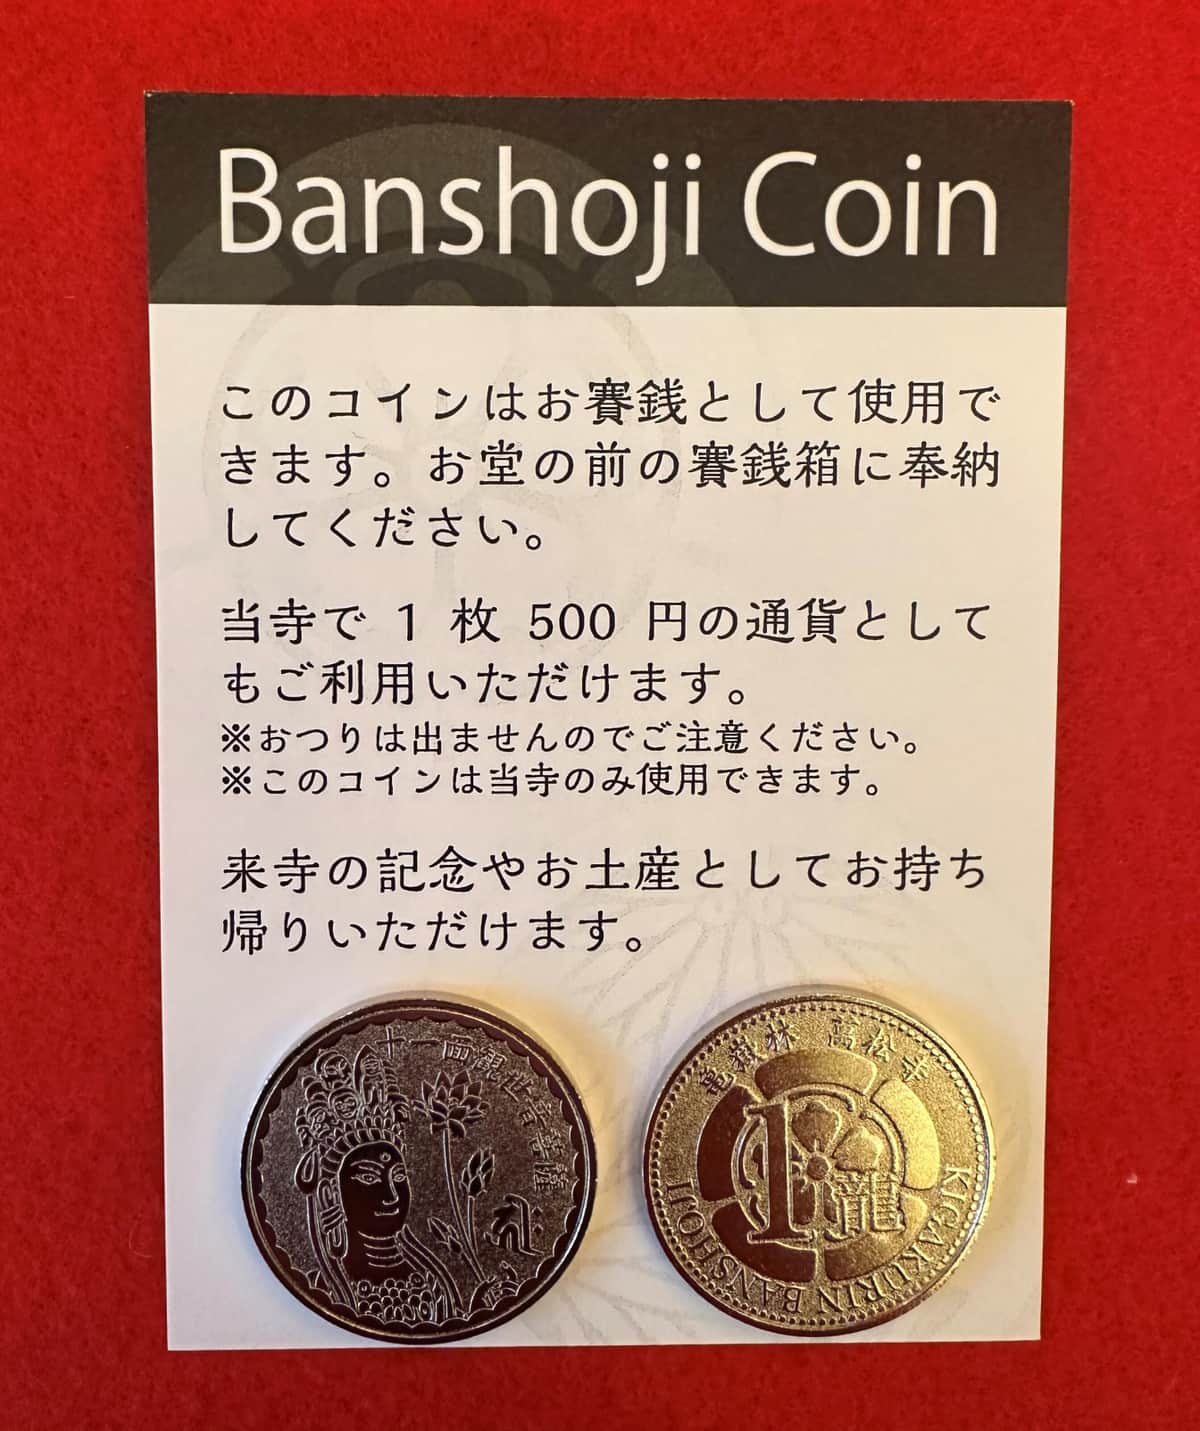 Banshoji Coin
このコインはお賽銭として使用で
きます。お堂の前の賽銭箱に奉納
してください。
当寺で 1 枚 500 円の通貨として
もご利用いただけます。
※おつりは出ませんのでご注意ください。
※このコインは当寺のみ使用できます。
来寺の記念やお土産としてお持ち
帰りいただけます。
十一面観世音菩薩
亀嶽林 萬松寺
1龍
KIGAKURIN BANSHOJI